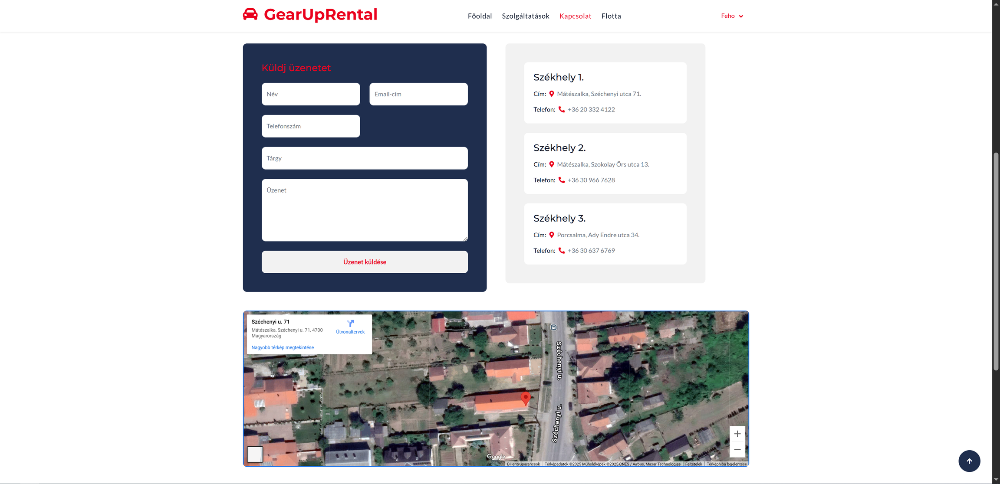 GearUpRental
Főoldal Szolgáltatások Kapcsolat Flotta
Feho
Küldj üzenetet
Név
Email-cím
Telefonszám
Tárgy
Üzenet
Üzenet küldése
Székhely 1.
Cím: Mátészalka, Széchenyi utca 71.
Telefon: +36 20 332 4122
Székhely 2.
Cím: Mátészalka, Szokolay Örs utca 13.
Telefon: +36 30 966 7628
Székhely 3.
Cím: Porcsalma, Ady Endre utca 34.
Telefon: +36 30 637 6769
Széchenyi u. 71
Mátészalka, Széchenyi u. 71, 4700
Magyarország
Útvonaltervek
Nagyobb térkép megtekintése
Széchenyi u.
Széchenyi u.
Google
Billentyűparancsok Térképadatok ©2025 Műholdképek ©2025 CNES / Airbus, Maxar Technologies Feltételek Térképhiba bejelentése